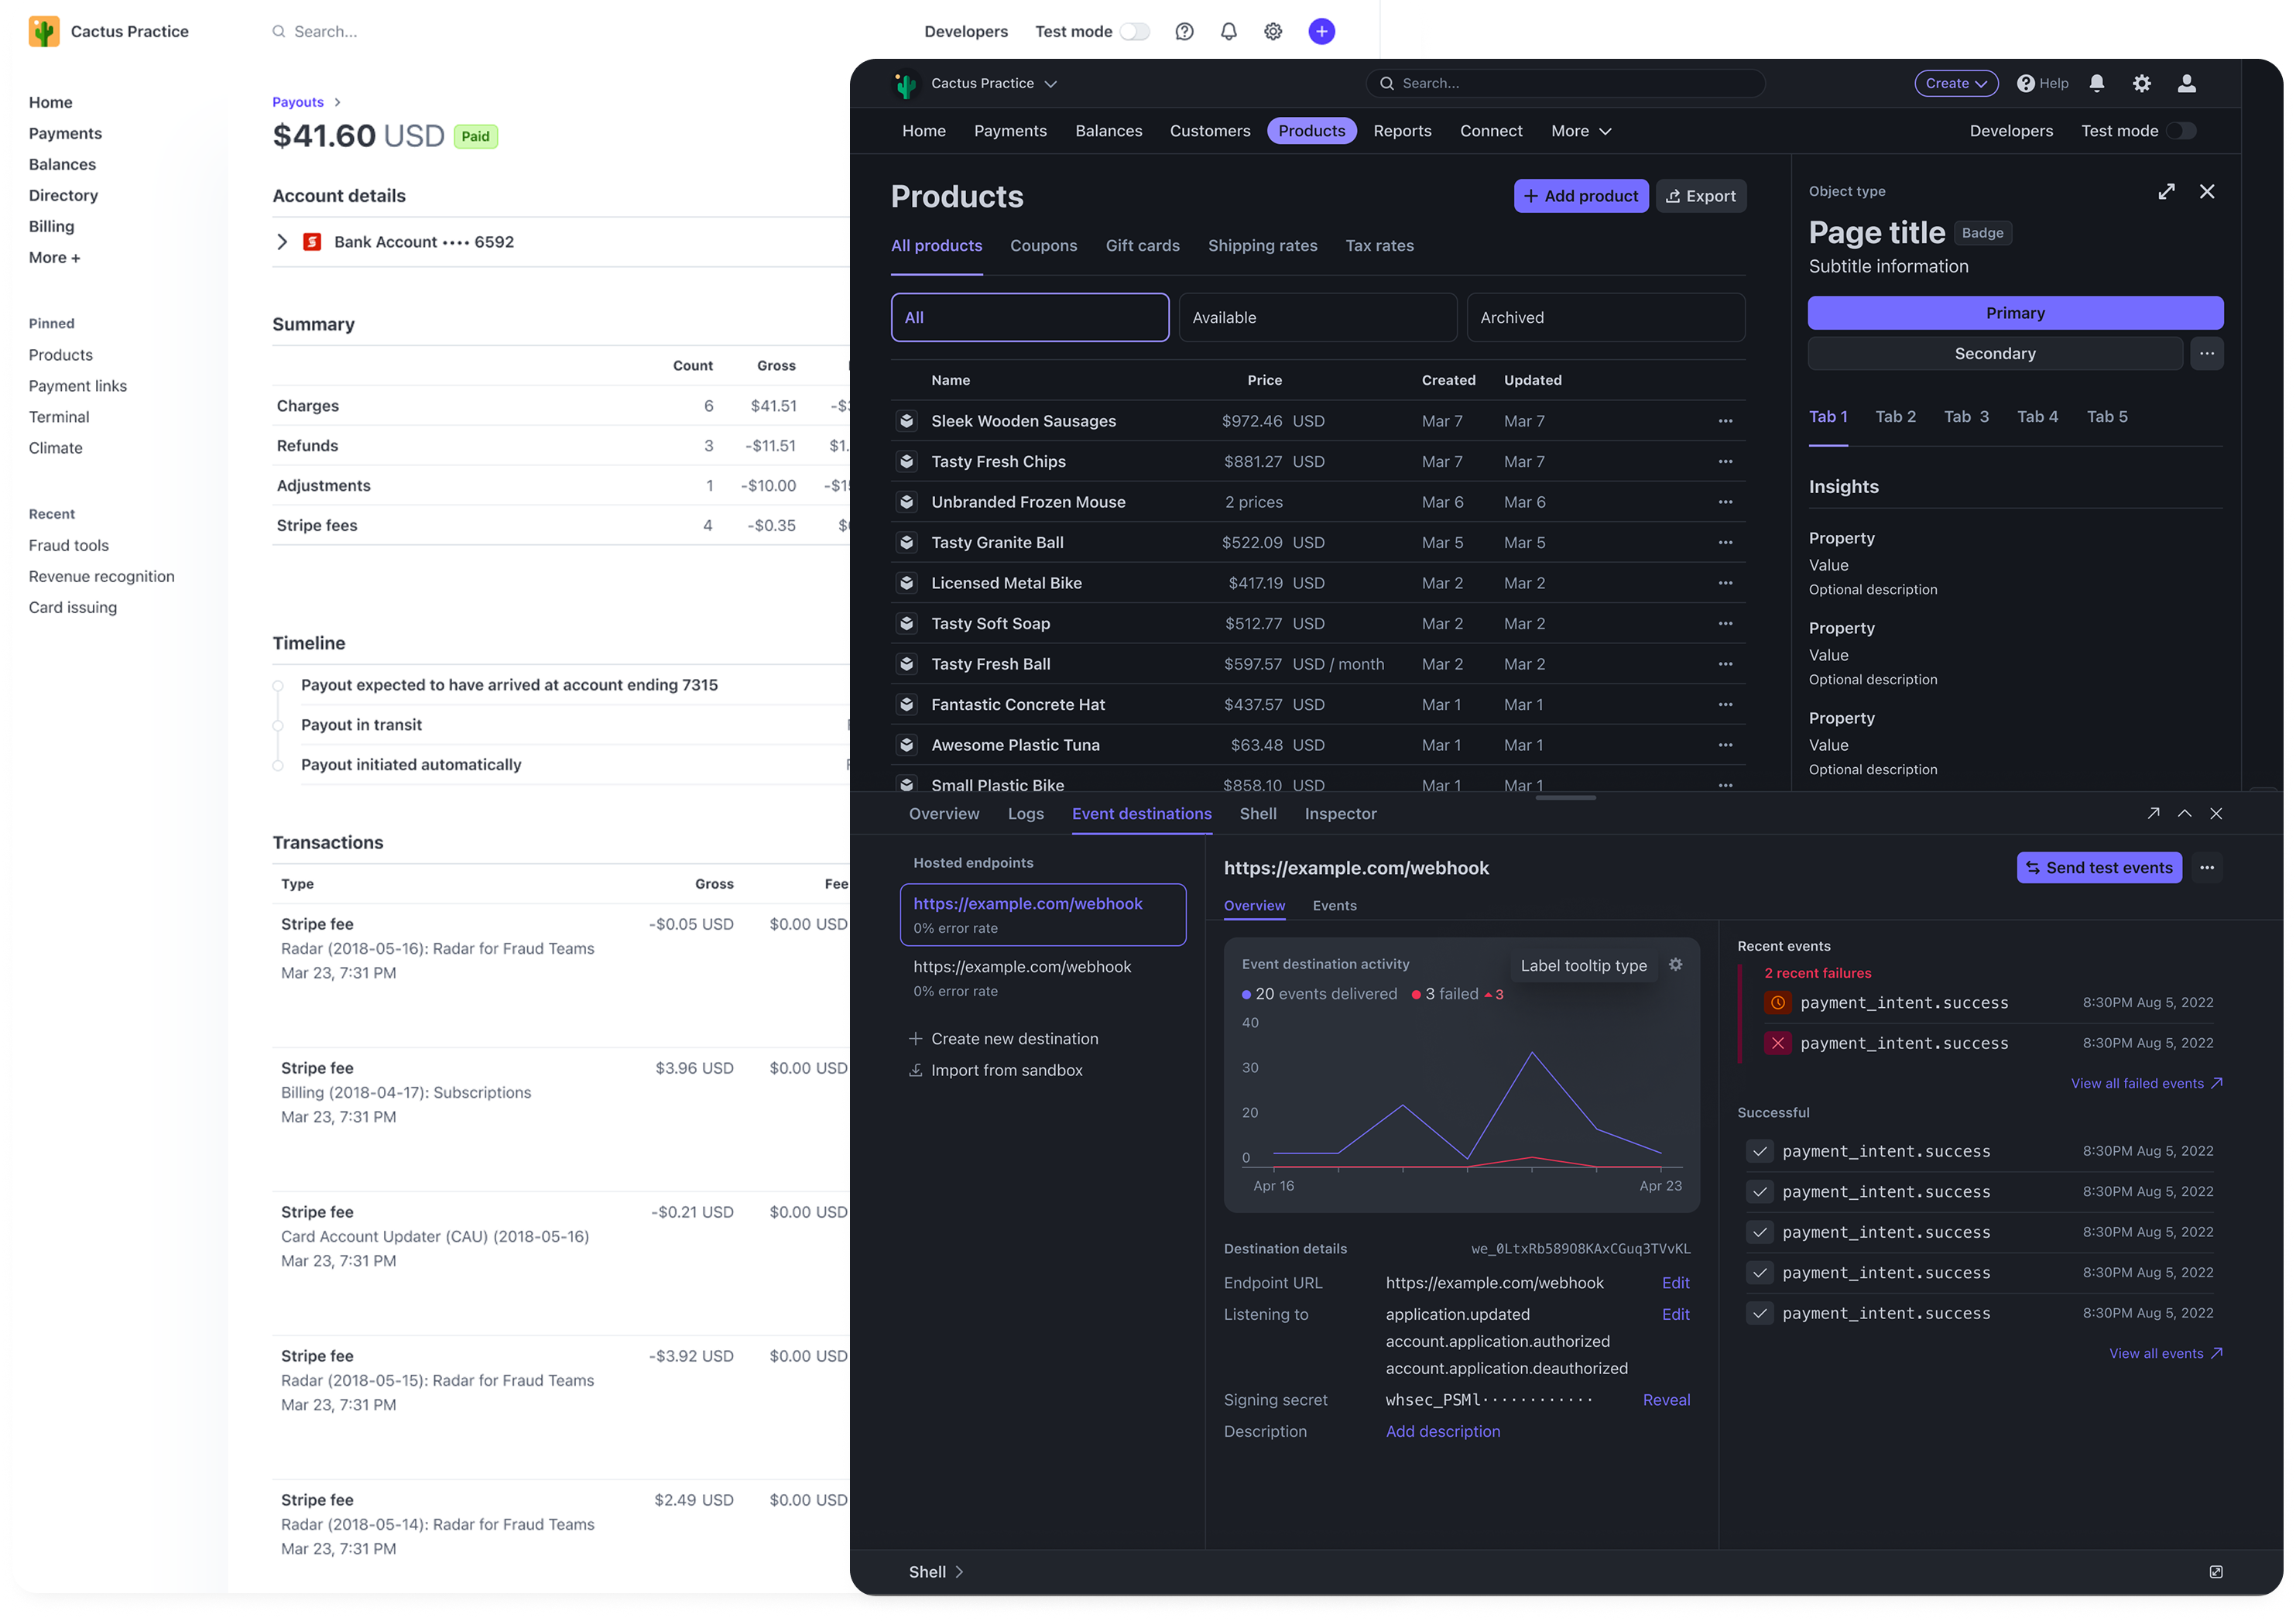 Cactus Practice
Search...
Developers
Test mode
Home
Payments
Balances
Directory
Billing
More +
Pinned
Products
Payment links
Terminal
Climate
Recent
Fraud tools
Revenue recognition
Card issuing
Payouts
$41.60 USD Paid
Account details
Bank Account •••• 6592
Summary
Count Gross
Charges 6 $41.51
Refunds 3 -$11.51 $1.
Adjustments 1 -$10.00
Stripe fees 4 -$0.35
Timeline
Payout expected to have arrived at account ending 7315
Payout in transit
Payout initiated automatically
Transactions
Type Gross Fee
Stripe fee -$0.05 USD $0.00 USD
Radar (2018-05-16): Radar for Fraud Teams
Mar 23, 7:31 PM
Stripe fee $3.96 USD $0.00 USD
Billing (2018-04-17): Subscriptions
Mar 23, 7:31 PM
Stripe fee -$0.21 USD $0.00 USD
Card Account Updater (CAU) (2018-05-16)
Mar 23, 7:31 PM
Stripe fee -$3.92 USD $0.00 USD
Radar (2018-05-15): Radar for Fraud Teams
Mar 23, 7:31 PM
Stripe fee $2.49 USD $0.00 USD
Radar (2018-05-14): Radar for Fraud Teams
Mar 23, 7:31 PM
Cactus Practice
Search...
Create
Help
Home Payments Balances Customers Products Reports Connect More
Developers Test mode
Products
+ Add product
Export
All products Coupons Gift cards Shipping rates Tax rates
All
Available
Archived
Name Price Created Updated
Sleek Wooden Sausages $972.46 USD Mar 7 Mar 7
Tasty Fresh Chips $881.27 USD Mar 7 Mar 7
Unbranded Frozen Mouse 2 prices Mar 6 Mar 6
Tasty Granite Ball $522.09 USD Mar 5 Mar 5
Licensed Metal Bike $417.19 USD Mar 2 Mar 2
Tasty Soft Soap $512.77 USD Mar 2 Mar 2
Tasty Fresh Ball $597.57 USD / month Mar 2 Mar 2
Fantastic Concrete Hat $437.57 USD Mar 1 Mar 1
Awesome Plastic Tuna $63.48 USD Mar 1 Mar 1
Small Plastic Bike $858.10 USD Mar 1 Mar 1
Object type
Page title Badge
Subtitle information
Primary
Secondary
Tab 1 Tab 2 Tab 3 Tab 4 Tab 5
Insights
Property
Value
Optional description
Property
Value
Optional description
Property
Value
Optional description
Overview Logs Event destinations Shell Inspector
Hosted endpoints
https://example.com/webhook
0% error rate
https://example.com/webhook
0% error rate
Create new destination
Import from sandbox
https://example.com/webhook
Send test events
Overview Events
Event destination activity
Label tooltip type
20 events delivered 3 failed 3
40
30
20
0
Apr 16 Apr 23
Destination details we_0LtxRb589O8KAxCGuq3TVvKL
Endpoint URL https://example.com/webhook Edit
Listening to application.updated Edit
account.application.authorized
account.application.deauthorized
Signing secret whsec_PSMl············ Reveal
Description Add description
Recent events
2 recent failures
payment_intent.success 8:30PM Aug 5, 2022
payment_intent.success 8:30PM Aug 5, 2022
View all failed events
Successful
payment_intent.success 8:30PM Aug 5, 2022
payment_intent.success 8:30PM Aug 5, 2022
payment_intent.success 8:30PM Aug 5, 2022
payment_intent.success 8:30PM Aug 5, 2022
payment_intent.success 8:30PM Aug 5, 2022
View all events
Shell